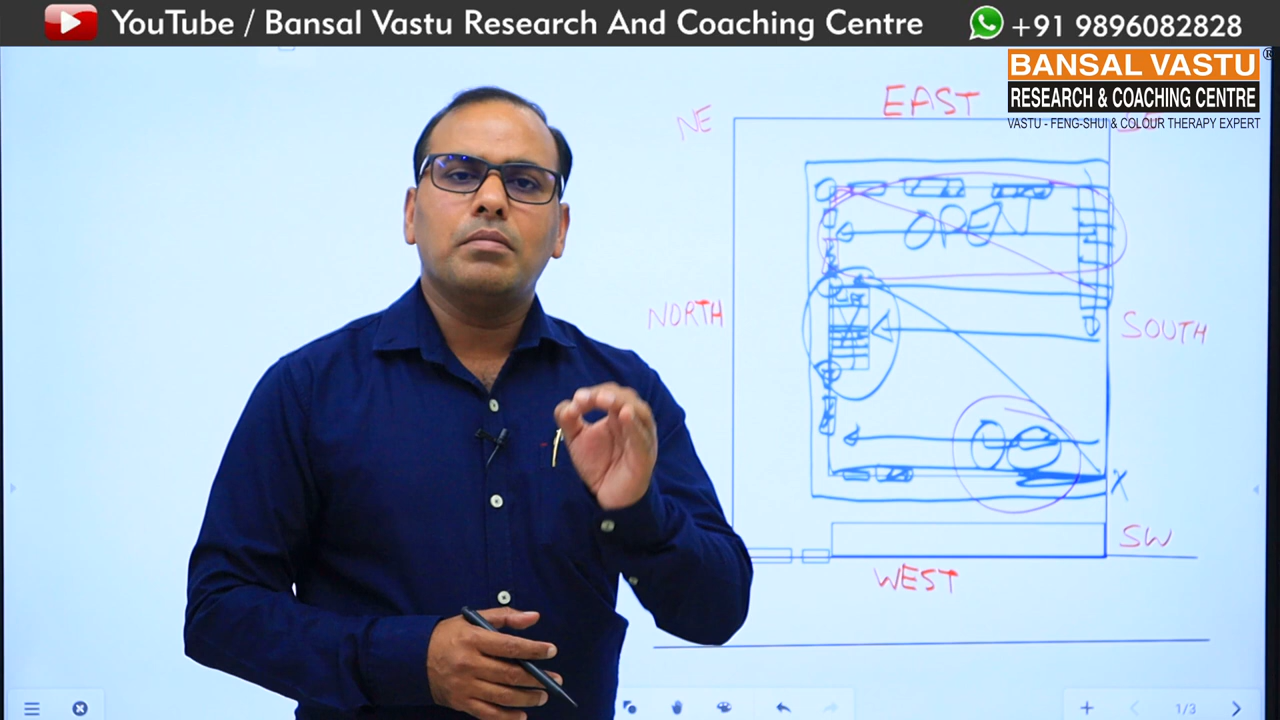 YouTube / Bansal Vastu Research And Coaching Centre
+91 9896082828
BANSAL VASTU®
RESEARCH & COACHING CENTRE
VASTU - FENG-SHUI & COLOUR THERAPY EXPERT
EAST
NE
OPEN
NORTH
SOUTH
X
SW
WEST
1/3